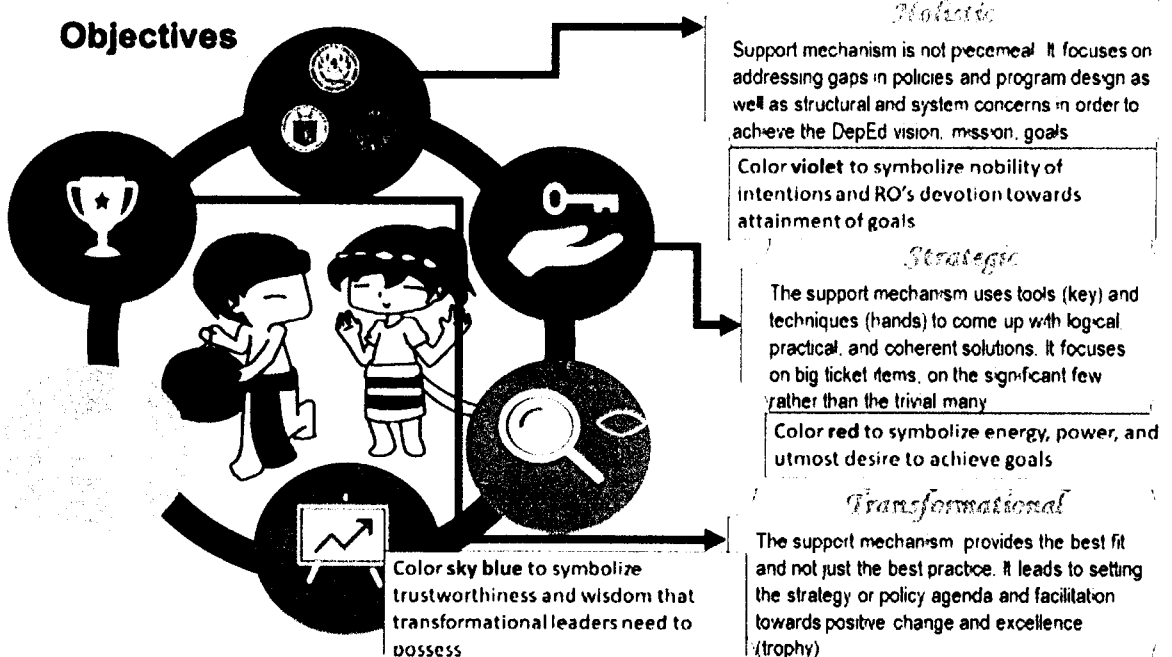 Objectives
Holistic
Support mechanism is not piecemeal. It focuses on
addressing gaps in policies and program design as
well as structural and system concerns in order to
achieve the DepEd vision, mission, goals
Color violet to symbolize nobility of
intentions and RO's devotion towards
attainment of goals
Strategic
The support mechanism uses tools (key) and
techniques (hands) to come up with logical,
practical, and coherent solutions. It focuses
on big ticket items, on the significant few
rather than the trivial many
Color red to symbolize energy, power, and
utmost desire to achieve goals
Transformational
The support mechanism provides the best fit
and not just the best practice. It leads to setting
the strategy or policy agenda and facilitation
towards positive change and excellence
(trophy)
Color sky blue to symbolize
trustworthiness and wisdom that
transformational leaders need to
possess